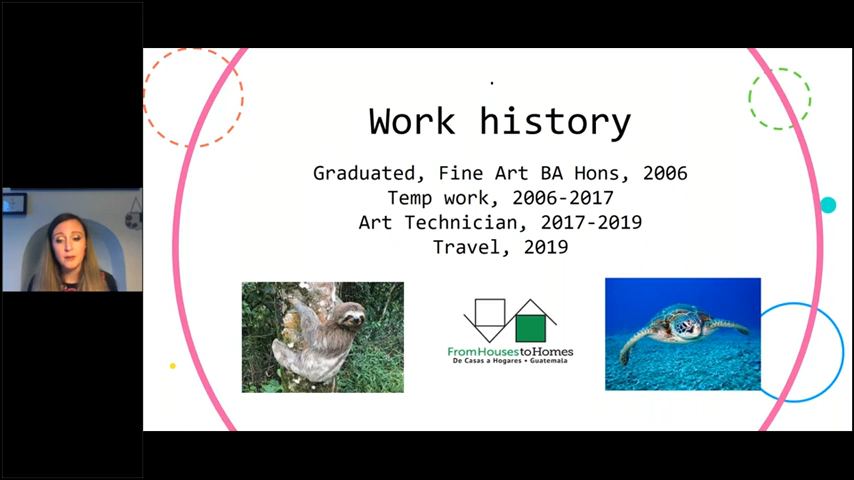 Work history
Graduated, Fine Art BA Hons, 2006
Temp work, 2006-2017
Art Technician, 2017-2019
Travel, 2019
FromHousestoHomes
De Casas a Hogares • Guatemala